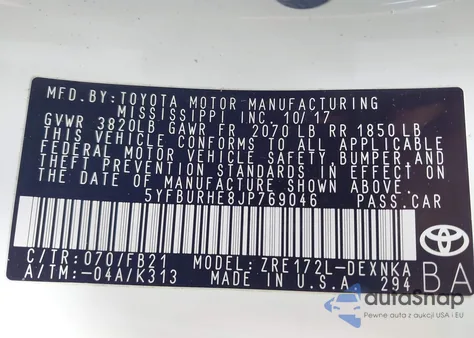 MFD.BY:TOYOTA MOTOR MANUFACTURING
MISSISSIPPI INC. 10/17
GVWR 3820LB GAWR FR 2070 LB RR 1850 LB
THIS VEHICLE CONFORMS TO ALL APPLICABLE
FEDERAL MOTOR VEHICLE SAFETY,BUMPER,AND
THEFT PREVENTION STANDARDS IN EFFECT ON
THE DATE OF MANUFACTURE SHOWN ABOVE.
5YFBURHE8JP769046 PASS.CAR
C/TR:070/FB21 MODEL:ZRE172L-DEXNKA
A/TM:-04A/K313 MADE IN U.S.A. 294
BA
TOYOTA
autoSnap
Pewne auta z aukcji USA i EU